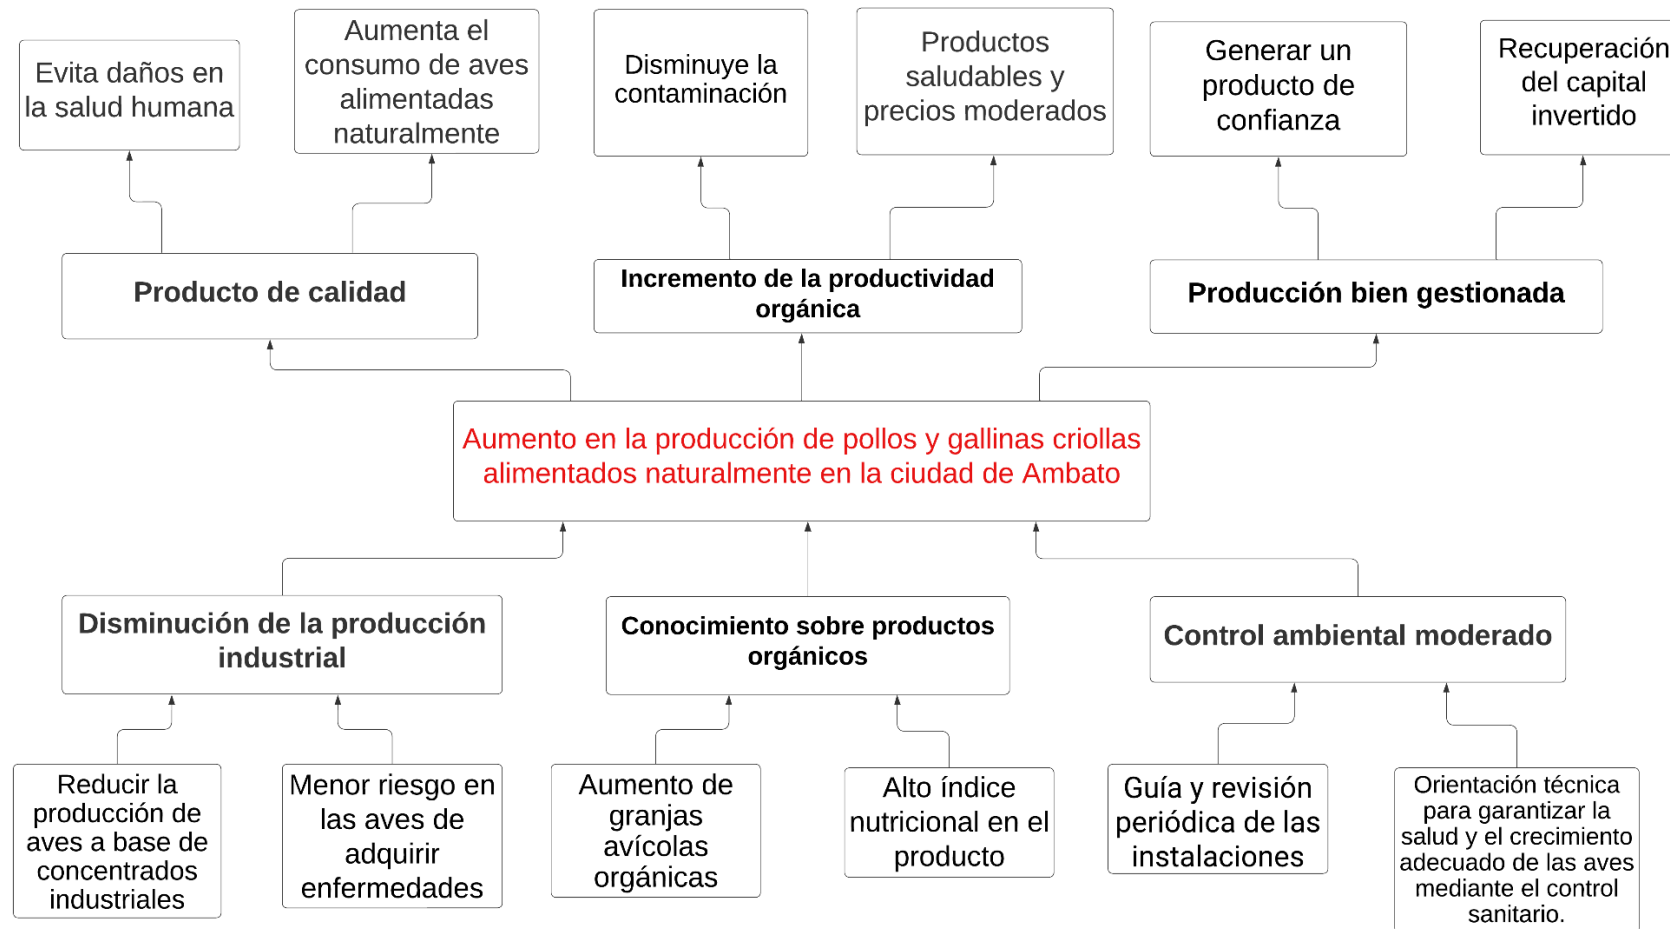 Evita daños en
la salud humana
Aumenta el
consumo de aves
alimentadas
naturalmente
Disminuye la
contaminación
Productos
saludables y
precios moderados
Generar un
producto de
confianza
Recuperación
del capital
invertido
Producto de calidad
Incremento de la productividad
orgánica
Producción bien gestionada
Aumento en la producción de pollos y gallinas criollas
alimentados naturalmente en la ciudad de Ambato
Disminución de la producción
industrial
Conocimiento sobre productos
orgánicos
Control ambiental moderado
Reducir la
producción de
aves a base de
concentrados
industriales
Menor riesgo en
las aves de
adquirir
enfermedades
Aumento de
granjas
avícolas
orgánicas
Alto índice
nutricional en el
producto
Guía y revisión
periódica de las
instalaciones
Orientación técnica
para garantizar la
salud y el crecimiento
adecuado de las aves
mediante el control
sanitario.